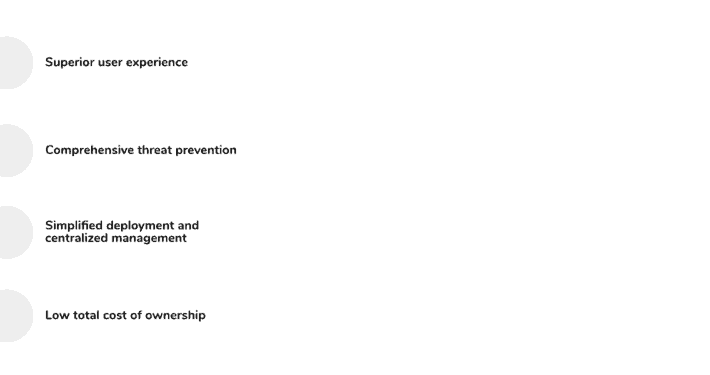 Superior user experience
Comprehensive threat prevention
Simplified deployment and
centralized management
Low total cost of ownership